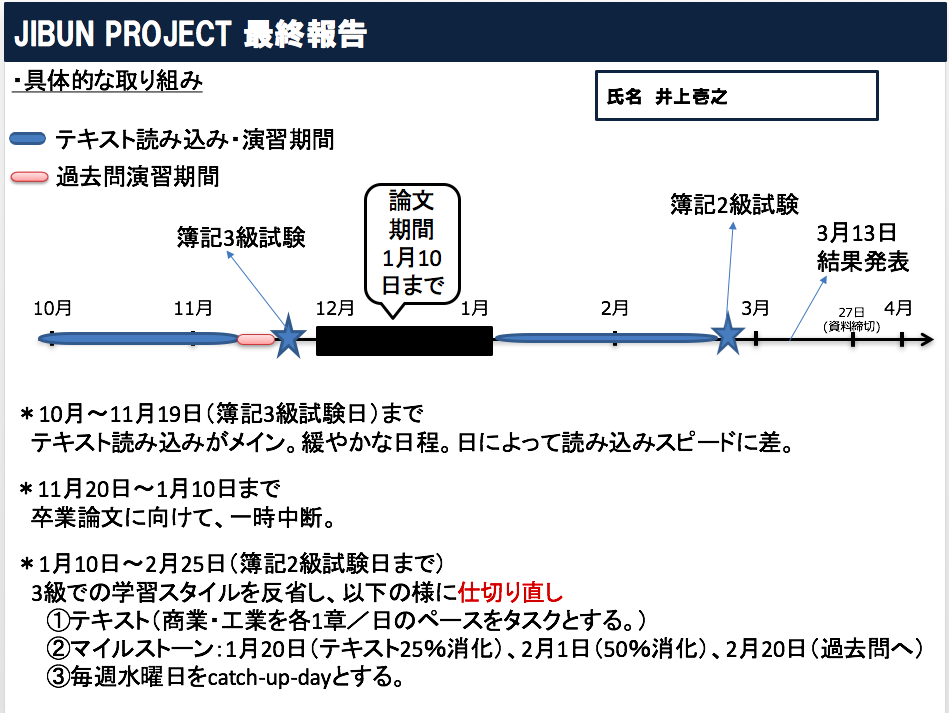 JIBUN PROJECT 最終報告
・具体的な取り組み
氏名　井上壱之
テキスト読み込み・演習期間
過去問演習期間
論文
期間
1月10
日まで
簿記3級試験
簿記2級試験
3月13日
結果発表
10月
11月
12月
1月
2月
3月
27日
(資料締切)
4月
＊10月～11月19日（簿記3級試験日）まで
テキスト読み込みがメイン。緩やかな日程。日によって読み込みスピードに差。
＊11月20日～1月10日まで
卒業論文に向けて、一時中断。
＊1月10日～2月25日（簿記2級試験日まで）
3級での学習スタイルを反省し、以下の様に仕切り直し
①テキスト（商業・工業を各1章／日のペースをタスクとする。）
②マイルストーン：1月20日（テキスト25％消化）、2月1日（50％消化）、2月20日（過去問へ）
③毎週水曜日をcatch-up-dayとする。